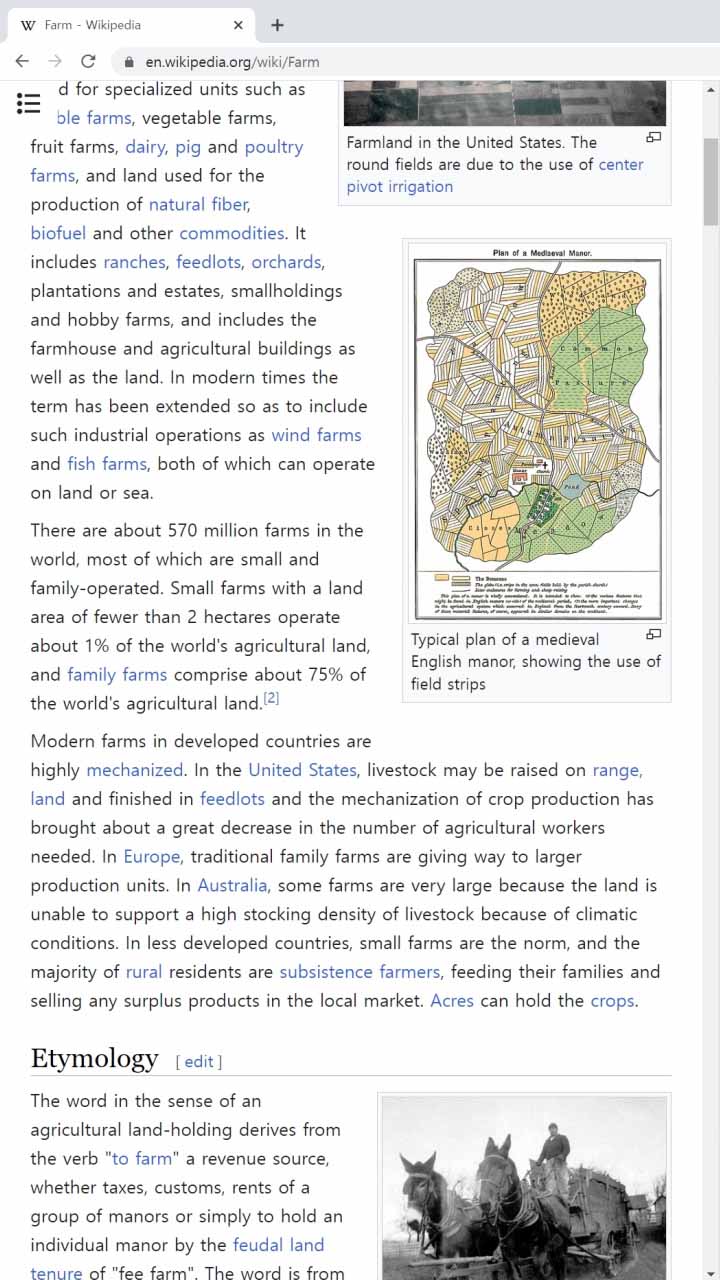 Farm - Wikipedia
en.wikipedia.org/wiki/Farm
d for specialized units such as
ble farms, vegetable farms,
fruit farms, dairy, pig and poultry
farms, and land used for the
production of natural fiber,
biofuel and other commodities. It
includes ranches, feedlots, orchards,
plantations and estates, smallholdings
and hobby farms, and includes the
farmhouse and agricultural buildings as
well as the land. In modern times the
term has been extended so as to include
such industrial operations as wind farms
and fish farms, both of which can operate
on land or sea.
Farmland in the United States. The
round fields are due to the use of center
pivot irrigation
Plan of a Mediaeval Manor.
Common
Pasture
Pond
Typical plan of a medieval
English manor, showing the use of
field strips
There are about 570 million farms in the
world, most of which are small and
family-operated. Small farms with a land
area of fewer than 2 hectares operate
about 1% of the world's agricultural land,
and family farms comprise about 75% of
the world's agricultural land.[2]
Modern farms in developed countries are
highly mechanized. In the United States, livestock may be raised on range,
land and finished in feedlots and the mechanization of crop production has
brought about a great decrease in the number of agricultural workers
needed. In Europe, traditional family farms are giving way to larger
production units. In Australia, some farms are very large because the land is
unable to support a high stocking density of livestock because of climatic
conditions. In less developed countries, small farms are the norm, and the
majority of rural residents are subsistence farmers, feeding their families and
selling any surplus products in the local market. Acres can hold the crops.
Etymology [ edit ]
The word in the sense of an
agricultural land-holding derives from
the verb "to farm" a revenue source,
whether taxes, customs, rents of a
group of manors or simply to hold an
individual manor by the feudal land
tenure of "fee farm". The word is from